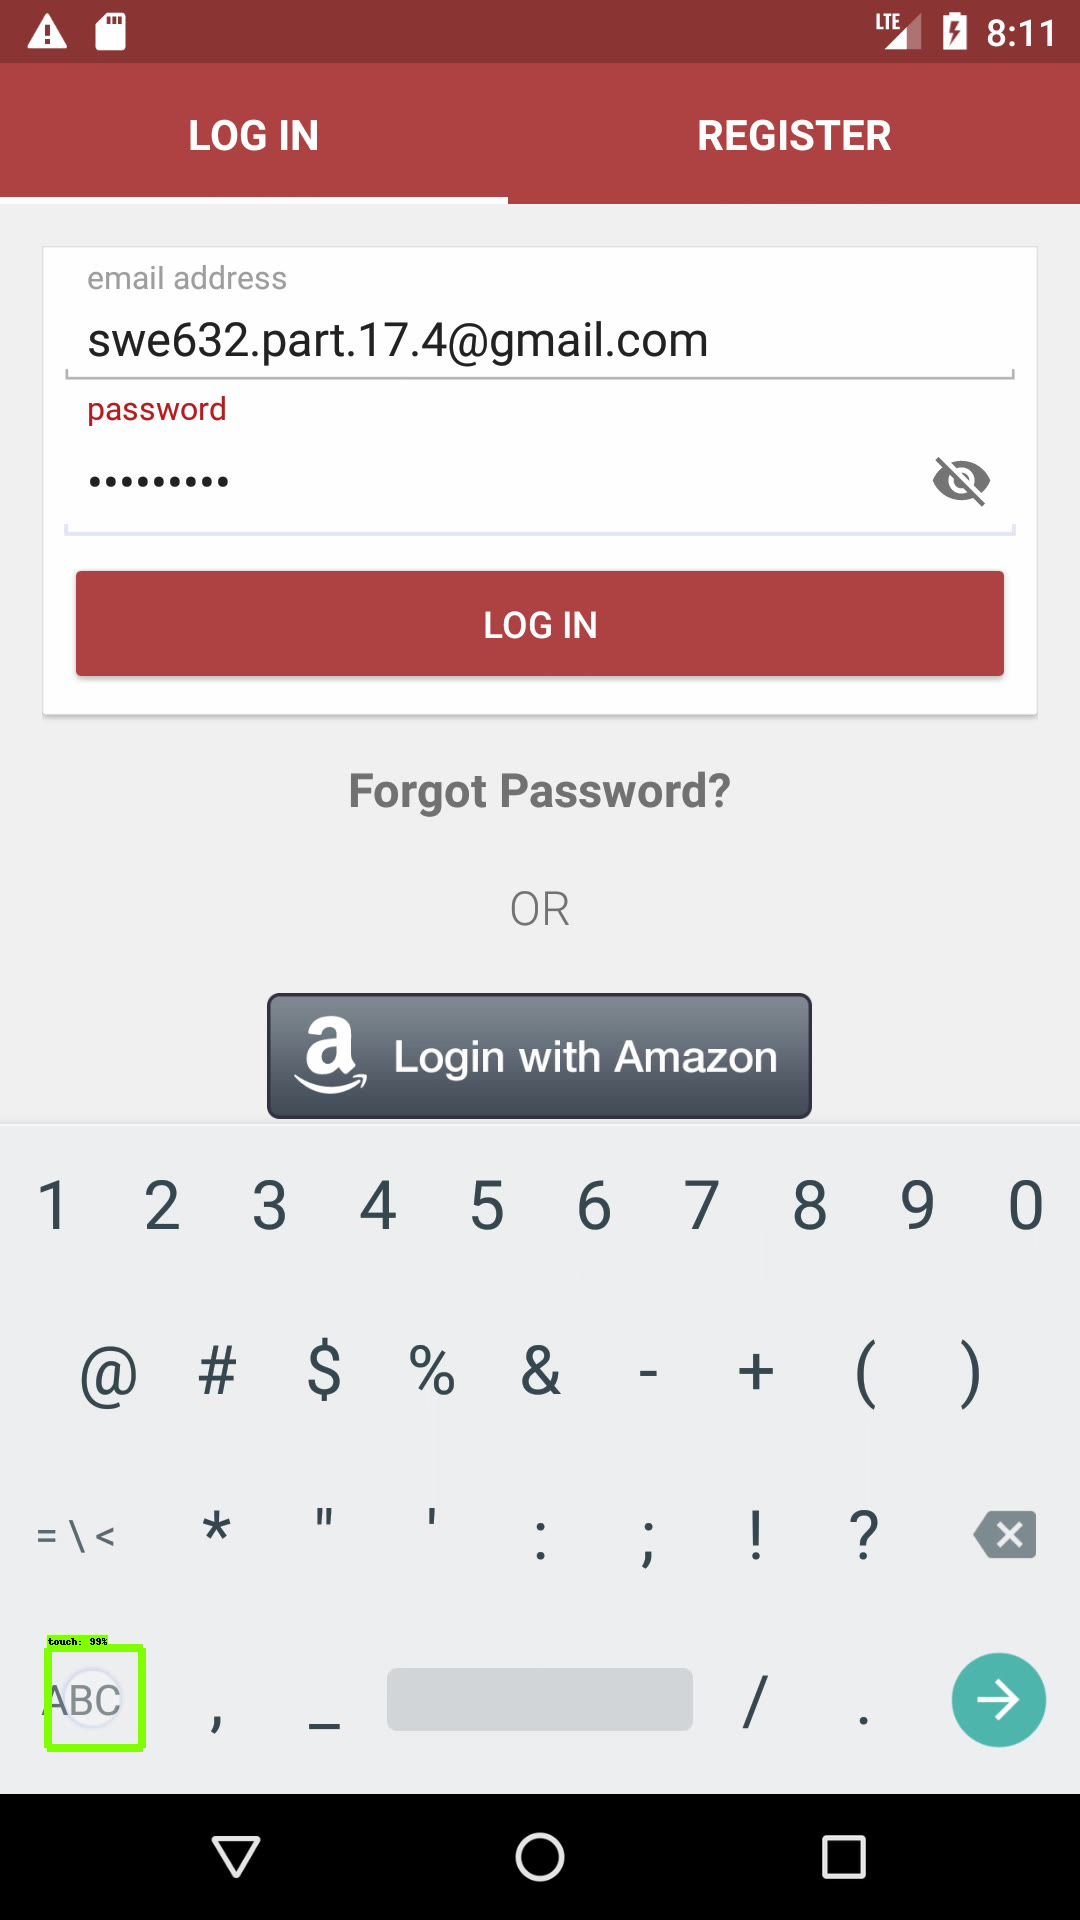 LTE 8:11
LOG IN REGISTER
email address
swe632.part.17.4@gmail.com
password
•••••••••
LOG IN
Forgot Password?
OR
a Login with Amazon
1 2 3 4 5 6 7 8 9 0
@ # $ % & - + ( )
= \ < * " ' : ; ! ?
touch: 99%
ABC , _ / .